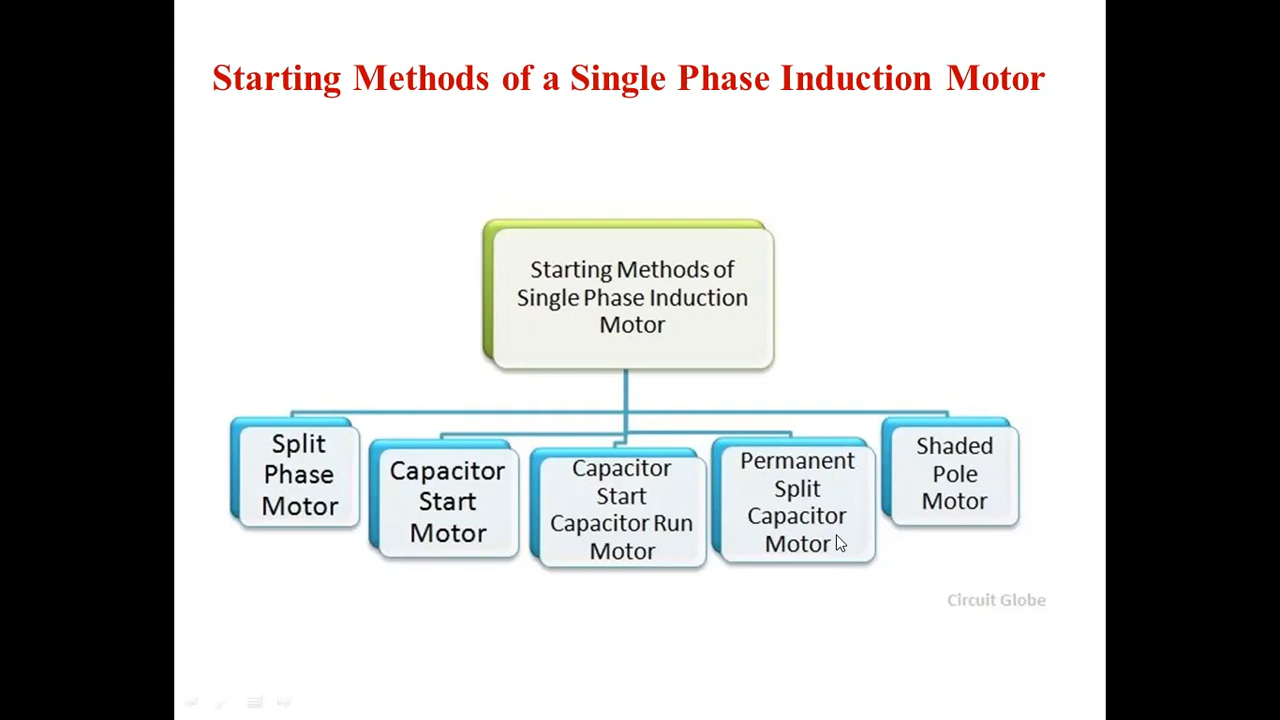 Starting Methods of a Single Phase Induction Motor
Starting Methods of
Single Phase Induction
Motor
Split
Phase
Motor
Capacitor
Start
Motor
Capacitor
Start
Capacitor Run
Motor
Permanent
Split
Capacitor
Motor
Shaded
Pole
Motor
Circuit Globe